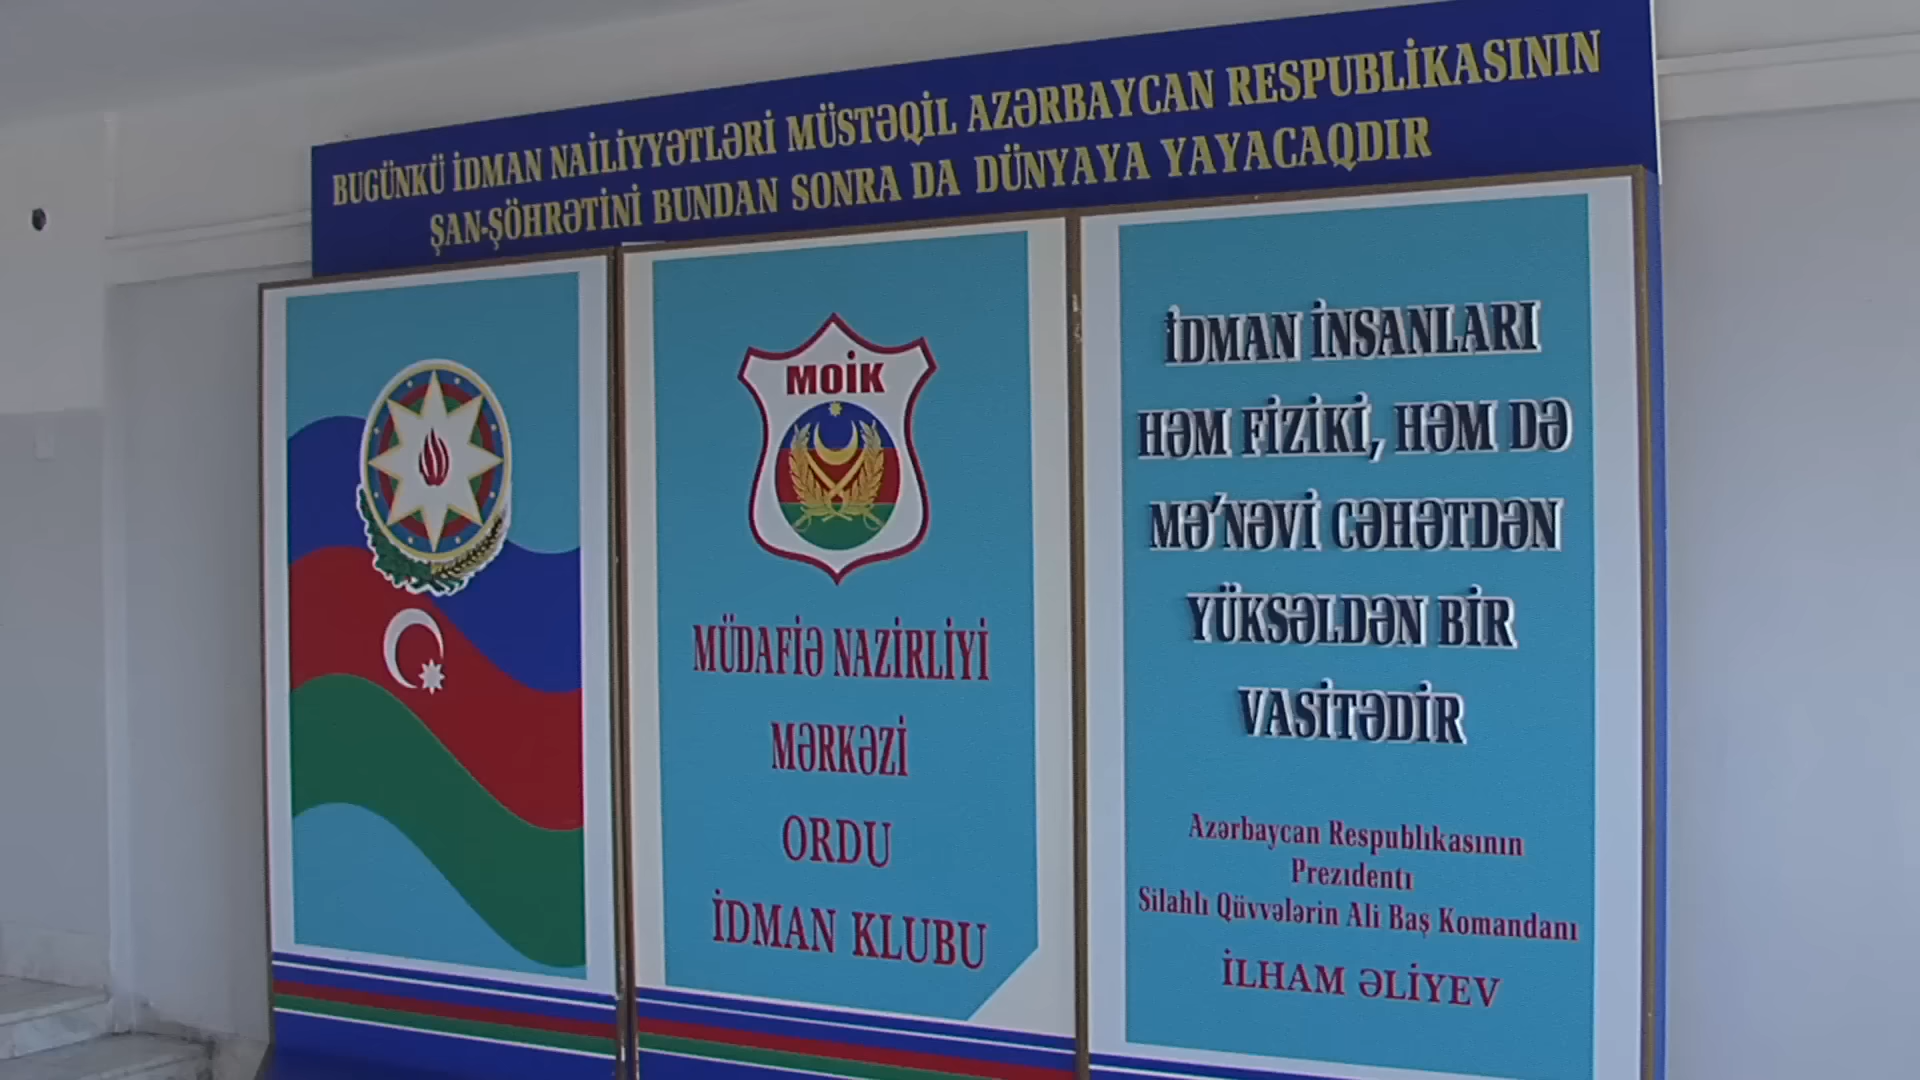 BUGÜNKÜ İDMAN NAİLİYYƏTLƏRİ MÜSTƏQİL AZƏRBAYCAN RESPUBLİKASININ
ŞAN-ŞÖHRƏTİNİ BUNDAN SONRA DA DÜNYAYA YAYACAQDIR
MOİK
MÜDAFİƏ NAZİRLİYİ
MƏRKƏZİ
ORDU
İDMAN KLUBU
İDMAN İNSANLARI
HƏM FİZİKİ, HƏM DƏ
MƏ'NƏVİ CƏHƏTDƏN
YÜKSƏLDƏN BİR
VASİTƏDİR
Azərbaycan Respublıkasının
Prezıdentı
Silahlı Qüvvələrin Ali Baş Komandanı
İLHAM ƏLİYEV